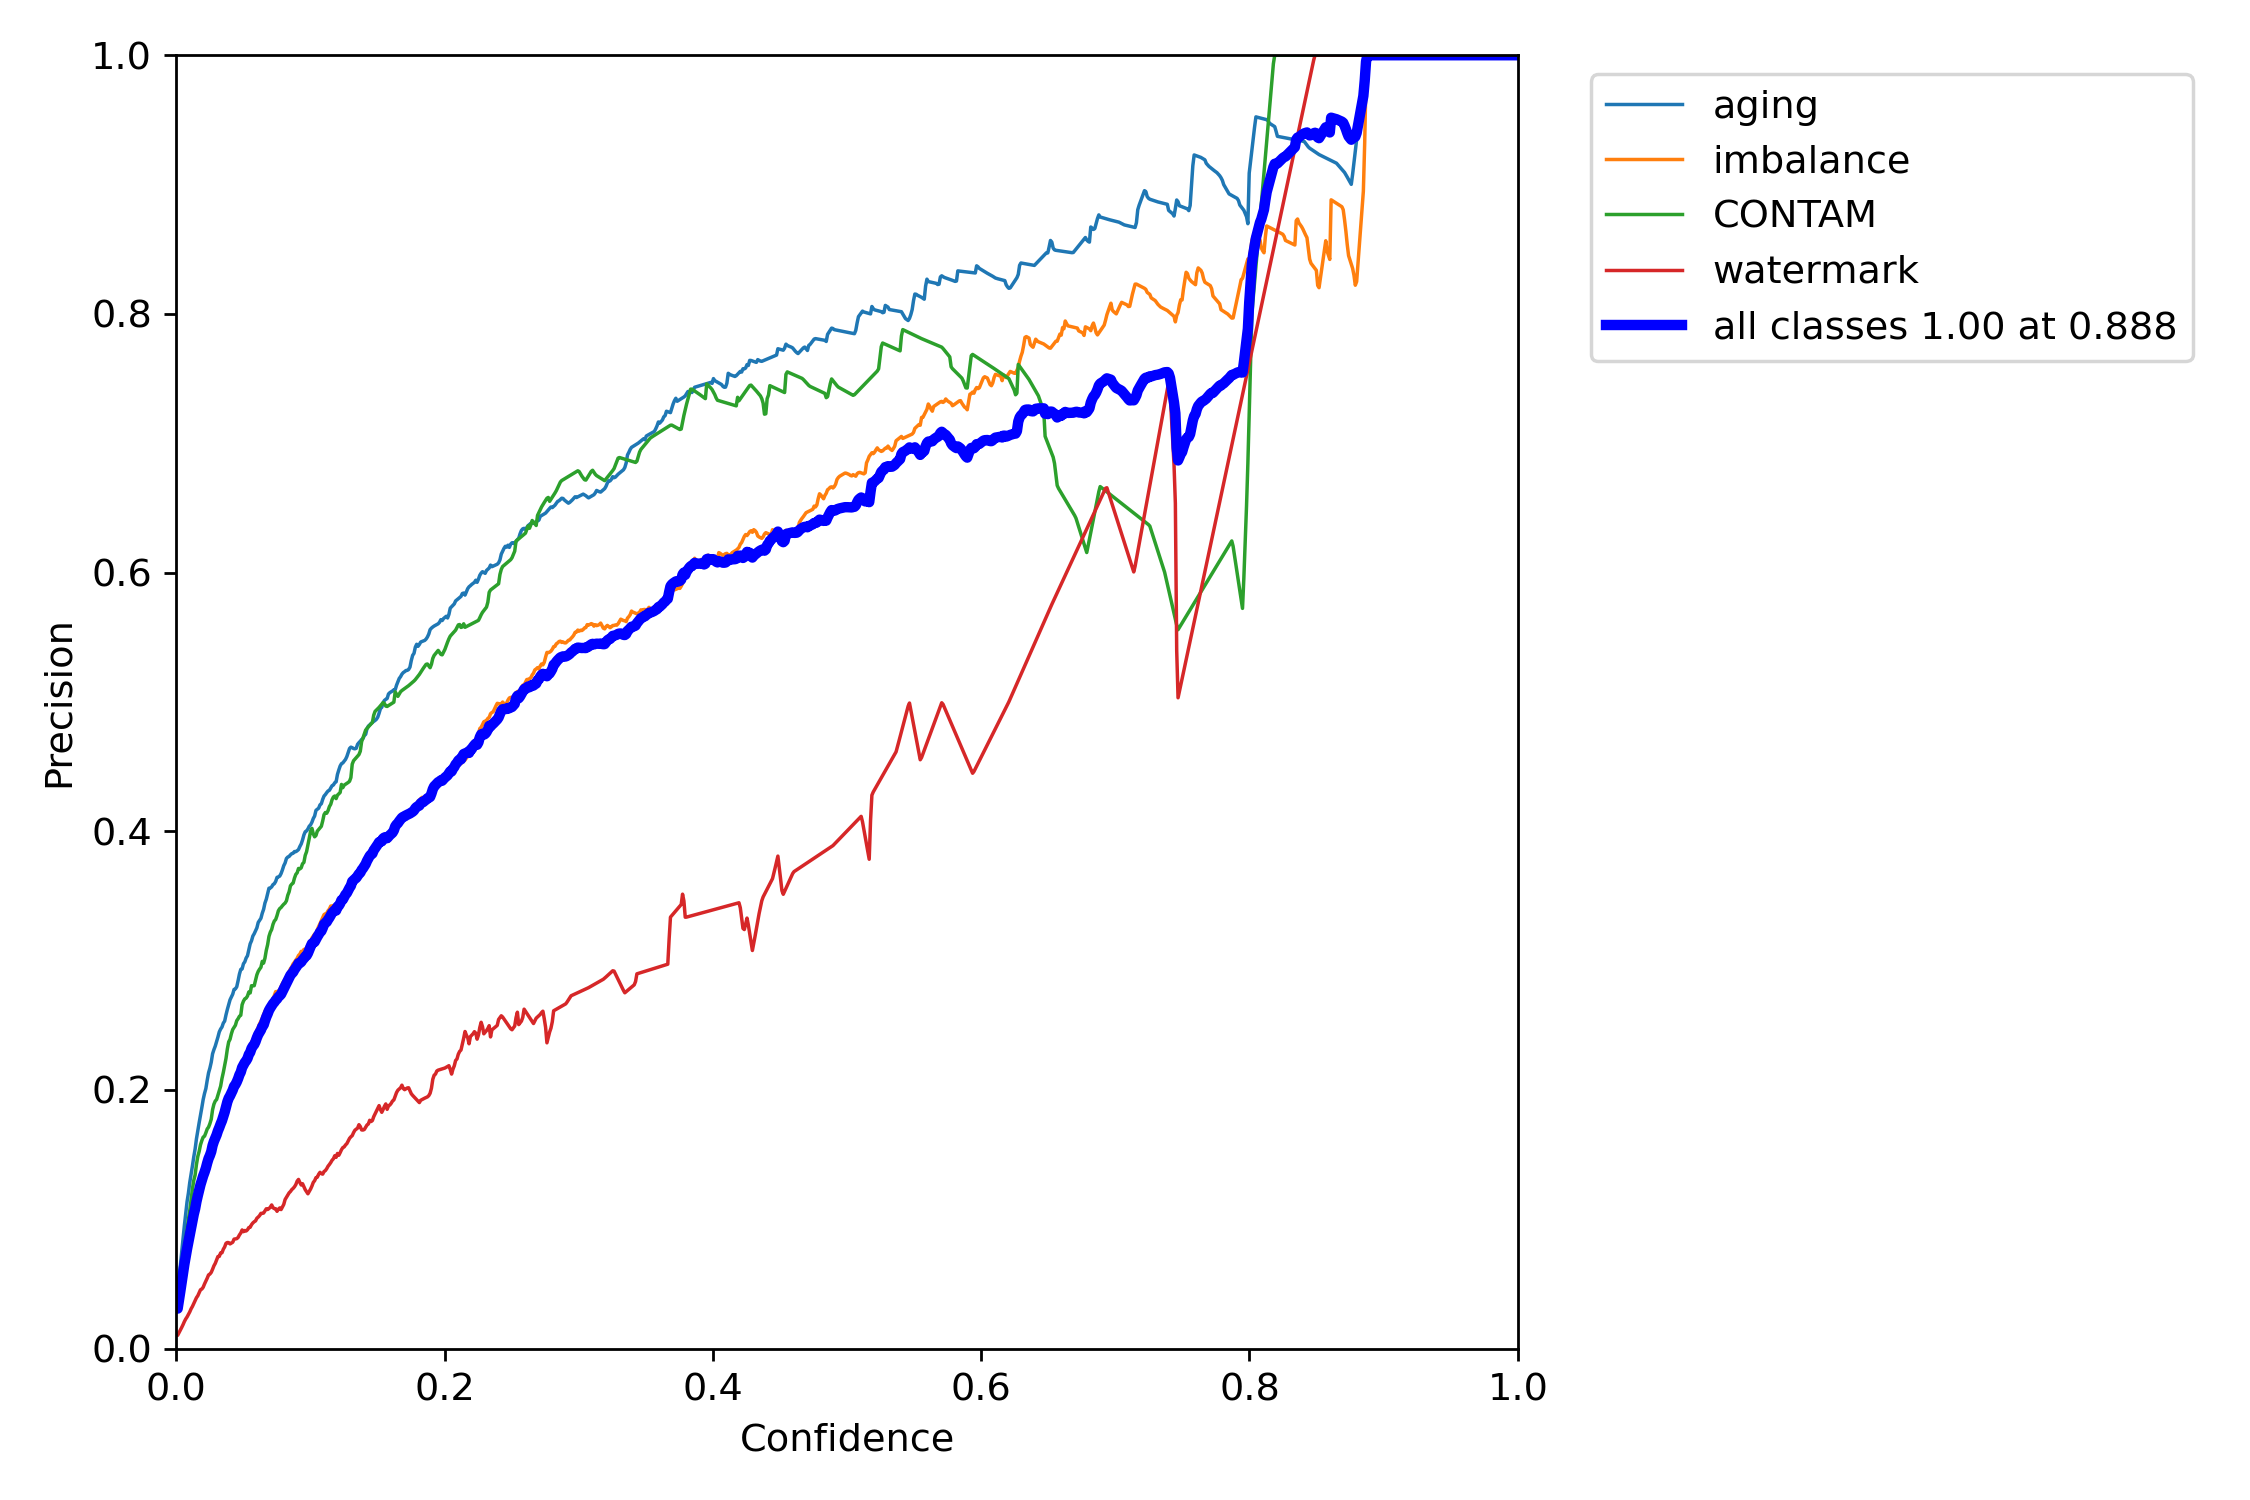 1.0
0.8
0.6
0.4
0.2
0.0
Precision
0.0 0.2 0.4 0.6 0.8 1.0
Confidence
aging
imbalance
CONTAM
watermark
all classes 1.00 at 0.888